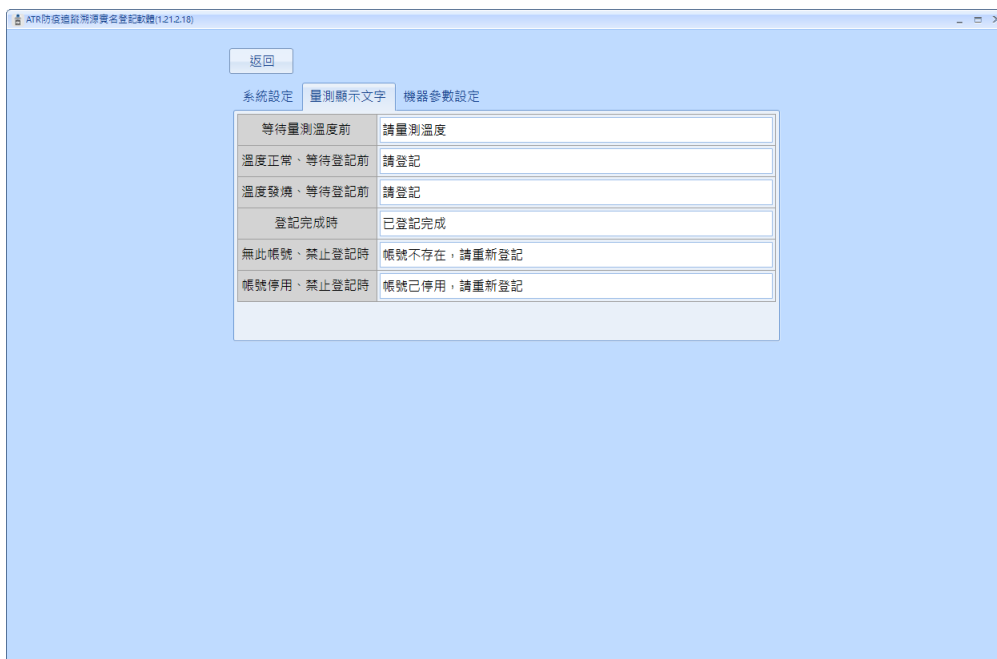 ATR防疫追蹤溯源實名登記軟體(1.21.2.18)
返回
系統設定 量測顯示文字 機器參數設定
等待量測溫度前 請量測溫度
溫度正常、等待登記前 請登記
溫度發燒、等待登記前 請登記
登記完成時 已登記完成
無此帳號、禁止登記時 帳號不存在，請重新登記
帳號停用、禁止登記時 帳號已停用，請重新登記